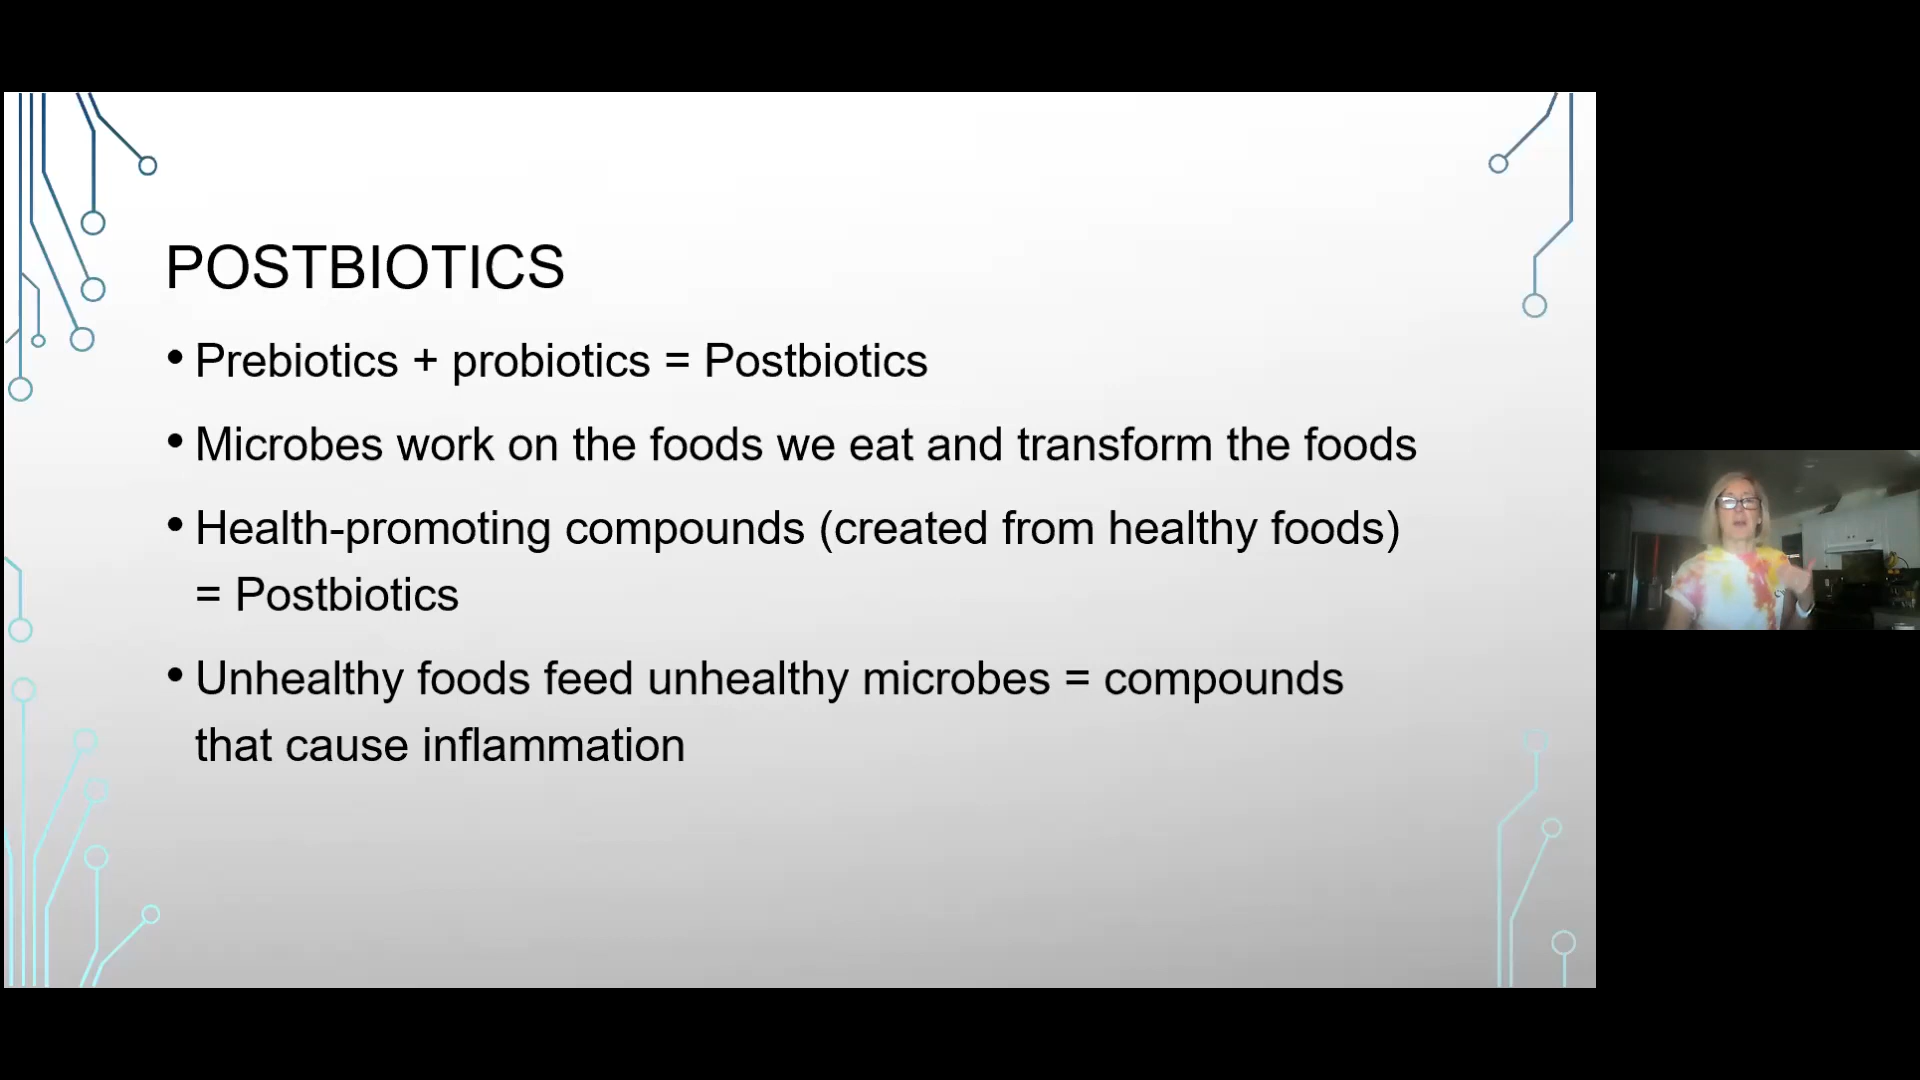 POSTBIOTICS
• Prebiotics + probiotics = Postbiotics
• Microbes work on the foods we eat and transform the foods
• Health-promoting compounds (created from healthy foods)
= Postbiotics
• Unhealthy foods feed unhealthy microbes = compounds
that cause inflammation